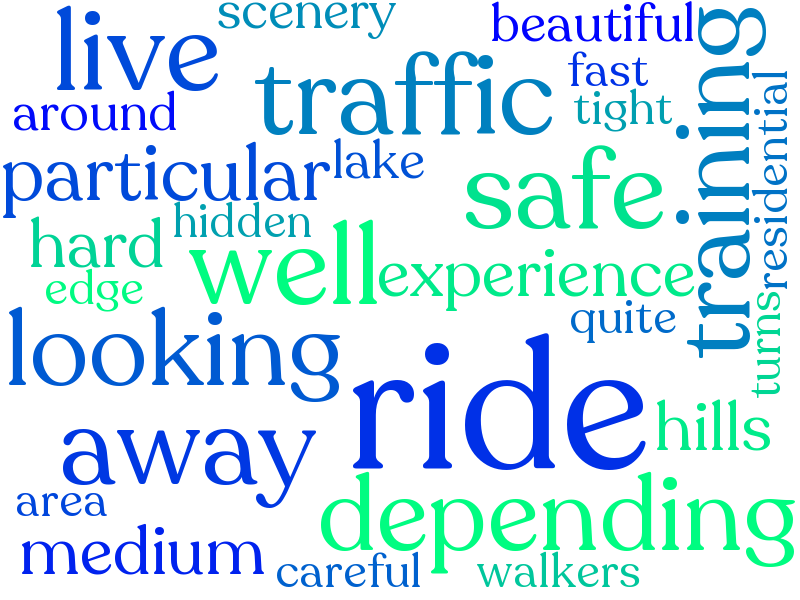 scenery
beautiful
live
traffic
fast
training
around
tight
residential
particular
lake
safe
hidden
hard
well
experience
edge
quite
turns
looking
ride
away
hills
depending
area
medium
careful
walkers